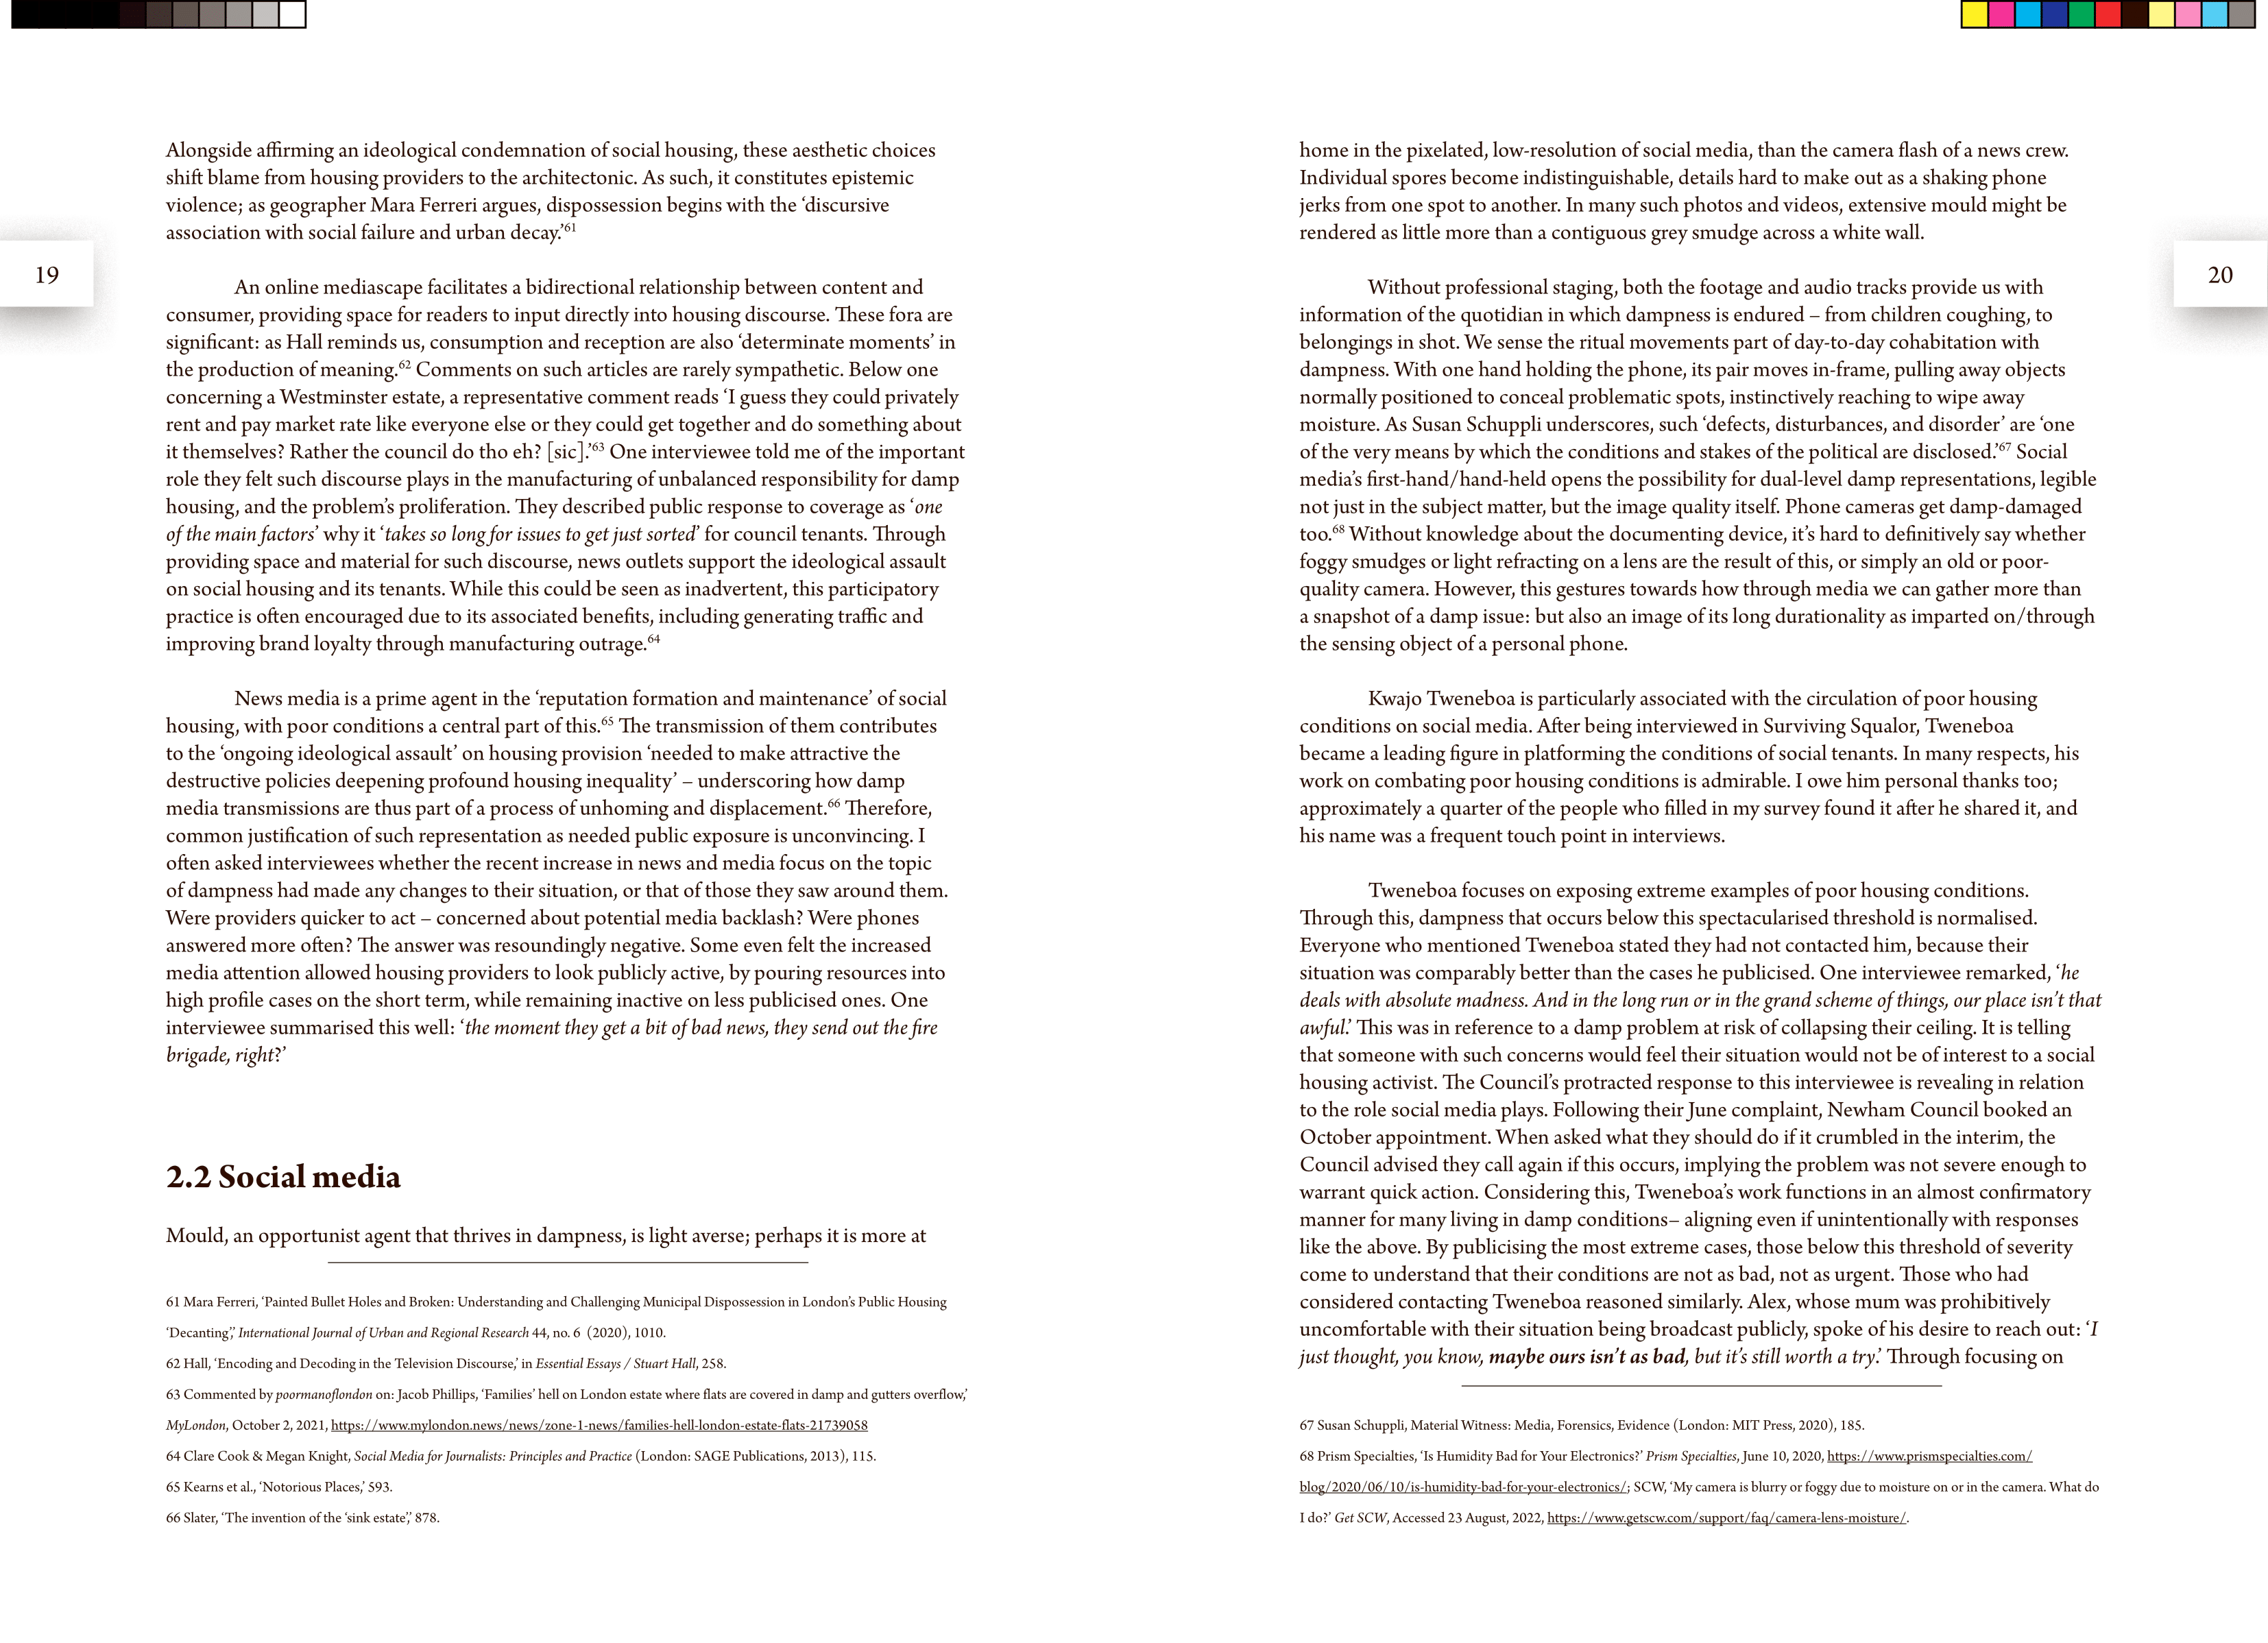 19
Alongside affirming an ideological condemnation of social housing, these aesthetic choices
shift blame from housing providers to the architectonic. As such, it constitutes epistemic
violence; as geographer Mara Ferreri argues, dispossession begins with the ‘discursive
association with social failure and urban decay.’61
An online mediascape facilitates a bidirectional relationship between content and
consumer, providing space for readers to input directly into housing discourse. These fora are
significant: as Hall reminds us, consumption and reception are also ‘determinate moments’ in
the production of meaning.62 Comments on such articles are rarely sympathetic. Below one
concerning a Westminster estate, a representative comment reads ‘I guess they could privately
rent and pay market rate like everyone else or they could get together and do something about
it themselves? Rather the council do tho eh? [sic].’63 One interviewee told me of the important
role they felt such discourse plays in the manufacturing of unbalanced responsibility for damp
housing, and the problem’s proliferation. They described public response to coverage as ‘one
of the main factors’ why it ‘takes so long for issues to get just sorted’ for council tenants. Through
providing space and material for such discourse, news outlets support the ideological assault
on social housing and its tenants. While this could be seen as inadvertent, this participatory
practice is often encouraged due to its associated benefits, including generating traffic and
improving brand loyalty through manufacturing outrage.64
News media is a prime agent in the ‘reputation formation and maintenance’ of social
housing, with poor conditions a central part of this.65 The transmission of them contributes
to the ‘ongoing ideological assault’ on housing provision ‘needed to make attractive the
destructive policies deepening profound housing inequality’ – underscoring how damp
media transmissions are thus part of a process of unhoming and displacement.66 Therefore,
common justification of such representation as needed public exposure is unconvincing. I
often asked interviewees whether the recent increase in news and media focus on the topic
of dampness had made any changes to their situation, or that of those they saw around them.
Were providers quicker to act – concerned about potential media backlash? Were phones
answered more often? The answer was resoundingly negative. Some even felt the increased
media attention allowed housing providers to look publicly active, by pouring resources into
high profile cases on the short term, while remaining inactive on less publicised ones. One
interviewee summarised this well: ‘the moment they get a bit of bad news, they send out the fire
brigade, right?’
2.2 Social media
Mould, an opportunist agent that thrives in dampness, is light averse; perhaps it is more at
61 Mara Ferreri, ‘Painted Bullet Holes and Broken: Understanding and Challenging Municipal Dispossession in London’s Public Housing
‘Decanting’,’ International Journal of Urban and Regional Research 44, no. 6 (2020), 1010.
62 Hall, ‘Encoding and Decoding in the Television Discourse,’ in Essential Essays / Stuart Hall, 258.
63 Commented by poormanoflondon on: Jacob Phillips, ‘Families’ hell on London estate where flats are covered in damp and gutters overflow,’
MyLondon, October 2, 2021, https://www.mylondon.news/news/zone-1-news/families-hell-london-estate-flats-21739058
64 Clare Cook & Megan Knight, Social Media for Journalists: Principles and Practice (London: SAGE Publications, 2013), 115.
65 Kearns et al., ‘Notorious Places,’ 593.
66 Slater, ‘The invention of the ‘sink estate’,’ 878.
20
home in the pixelated, low-resolution of social media, than the camera flash of a news crew.
Individual spores become indistinguishable, details hard to make out as a shaking phone
jerks from one spot to another. In many such photos and videos, extensive mould might be
rendered as little more than a contiguous grey smudge across a white wall.
Without professional staging, both the footage and audio tracks provide us with
information of the quotidian in which dampness is endured – from children coughing, to
belongings in shot. We sense the ritual movements part of day-to-day cohabitation with
dampness. With one hand holding the phone, its pair moves in-frame, pulling away objects
normally positioned to conceal problematic spots, instinctively reaching to wipe away
moisture. As Susan Schuppli underscores, such ‘defects, disturbances, and disorder’ are ‘one
of the very means by which the conditions and stakes of the political are disclosed.’67 Social
media’s first-hand/hand-held opens the possibility for dual-level damp representations, legible
not just in the subject matter, but the image quality itself. Phone cameras get damp-damaged
too.68 Without knowledge about the documenting device, it’s hard to definitively say whether
foggy smudges or light refracting on a lens are the result of this, or simply an old or poor-
quality camera. However, this gestures towards how through media we can gather more than
a snapshot of a damp issue: but also an image of its long durationality as imparted on/through
the sensing object of a personal phone.
Kwajo Tweneboa is particularly associated with the circulation of poor housing
conditions on social media. After being interviewed in Surviving Squalor, Tweneboa
became a leading figure in platforming the conditions of social tenants. In many respects, his
work on combating poor housing conditions is admirable. I owe him personal thanks too;
approximately a quarter of the people who filled in my survey found it after he shared it, and
his name was a frequent touch point in interviews.
Tweneboa focuses on exposing extreme examples of poor housing conditions.
Through this, dampness that occurs below this spectacularised threshold is normalised.
Everyone who mentioned Tweneboa stated they had not contacted him, because their
situation was comparably better than the cases he publicised. One interviewee remarked, ‘he
deals with absolute madness. And in the long run or in the grand scheme of things, our place isn’t that
awful.’ This was in reference to a damp problem at risk of collapsing their ceiling. It is telling
that someone with such concerns would feel their situation would not be of interest to a social
housing activist. The Council’s protracted response to this interviewee is revealing in relation
to the role social media plays. Following their June complaint, Newham Council booked an
October appointment. When asked what they should do if it crumbled in the interim, the
Council advised they call again if this occurs, implying the problem was not severe enough to
warrant quick action. Considering this, Tweneboa’s work functions in an almost confirmatory
manner for many living in damp conditions– aligning even if unintentionally with responses
like the above. By publicising the most extreme cases, those below this threshold of severity
come to understand that their conditions are not as bad, not as urgent. Those who had
considered contacting Tweneboa reasoned similarly. Alex, whose mum was prohibitively
uncomfortable with their situation being broadcast publicly, spoke of his desire to reach out: ‘I
just thought, you know, maybe ours isn’t as bad, but it’s still worth a try.’ Through focusing on
67 Susan Schuppli, Material Witness: Media, Forensics, Evidence (London: MIT Press, 2020), 185.
68 Prism Specialties, ‘Is Humidity Bad for Your Electronics?’ Prism Specialties, June 10, 2020, https://www.prismspecialties.com/
blog/2020/06/10/is-humidity-bad-for-your-electronics/; SCW, ‘My camera is blurry or foggy due to moisture on or in the camera. What do
I do?’ Get SCW, Accessed 23 August, 2022, https://www.getscw.com/support/faq/camera-lens-moisture/.